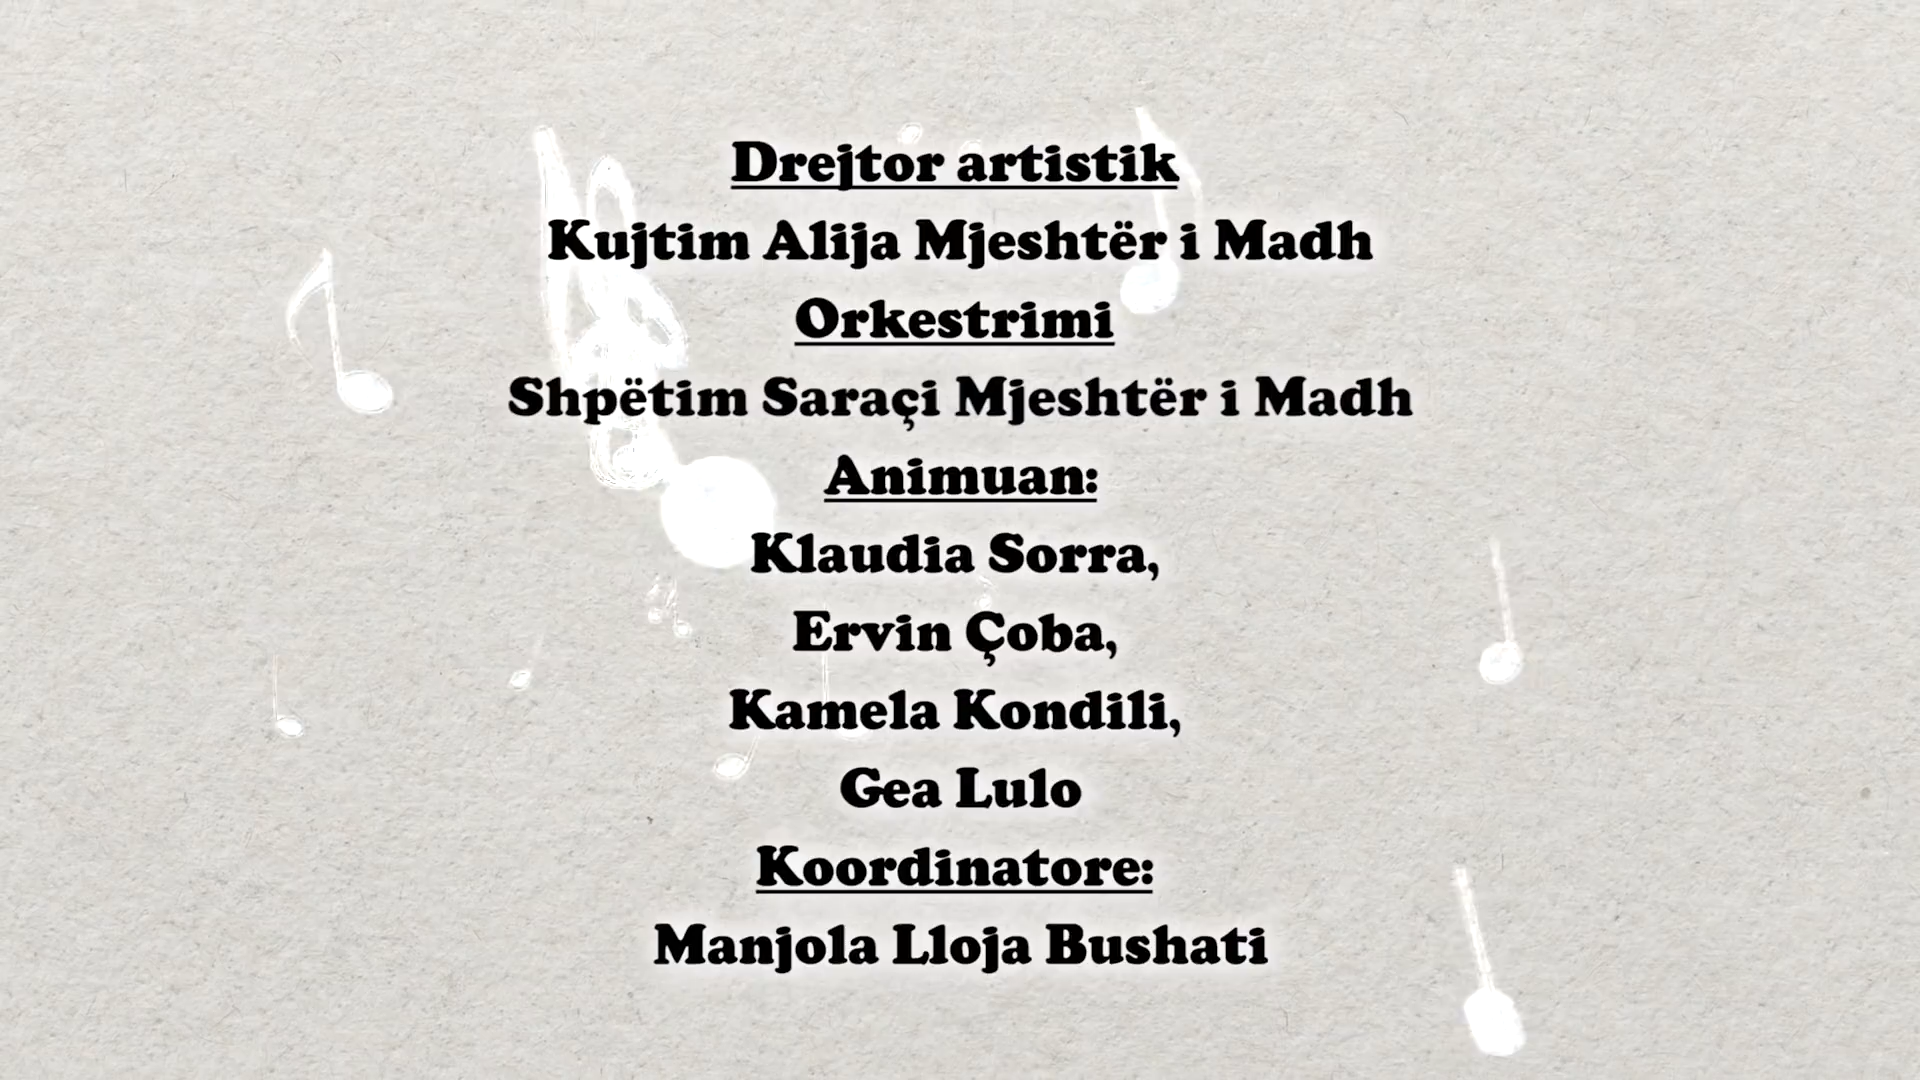 Drejtor artistik
Kujtim Alija Mjeshtër i Madh
Orkestrimi
Shpëtim Saraçi Mjeshtër i Madh
Animuan:
Klaudia Sorra,
Ervin Çoba,
Kamela Kondili,
Gea Lulo
Koordinatore:
Manjola Lloja Bushati